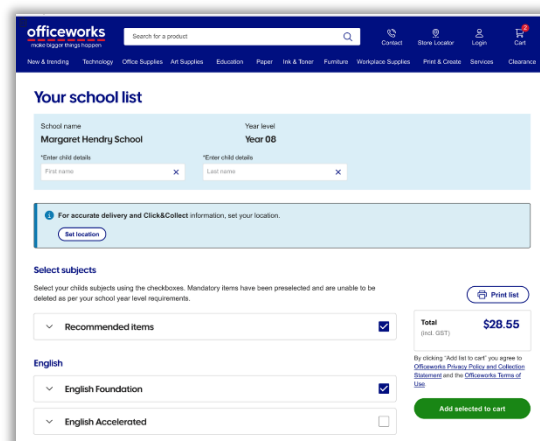 officeworks
make bigger things happen
Search for a product
Contact
Store Locator
Login
2
Cart
New & trending Technology Office Supplies Art Supplies Education Paper Ink & Toner Furniture Workplace Supplies Print & Create Services Clearance
Your school list
School name Year level
Margaret Hendry School Year 08
*Enter child details *Enter child details
First name Last name
For accurate delivery and Click&Collect information, set your location.
Set location
Select subjects
Select your childs subjects using the checkboxes. Mandatory items have been preselected and are unable to be
deleted as per your school year level requirements.
Print list
Recommended items
Total $28.55
(incl. GST)
English
By clicking "Add list to cart" you agree to
Officeworks Privacy Policy and Collection
Statement and the Officeworks Terms of
Use
English Foundation
Add selected to cart
English Accelerated